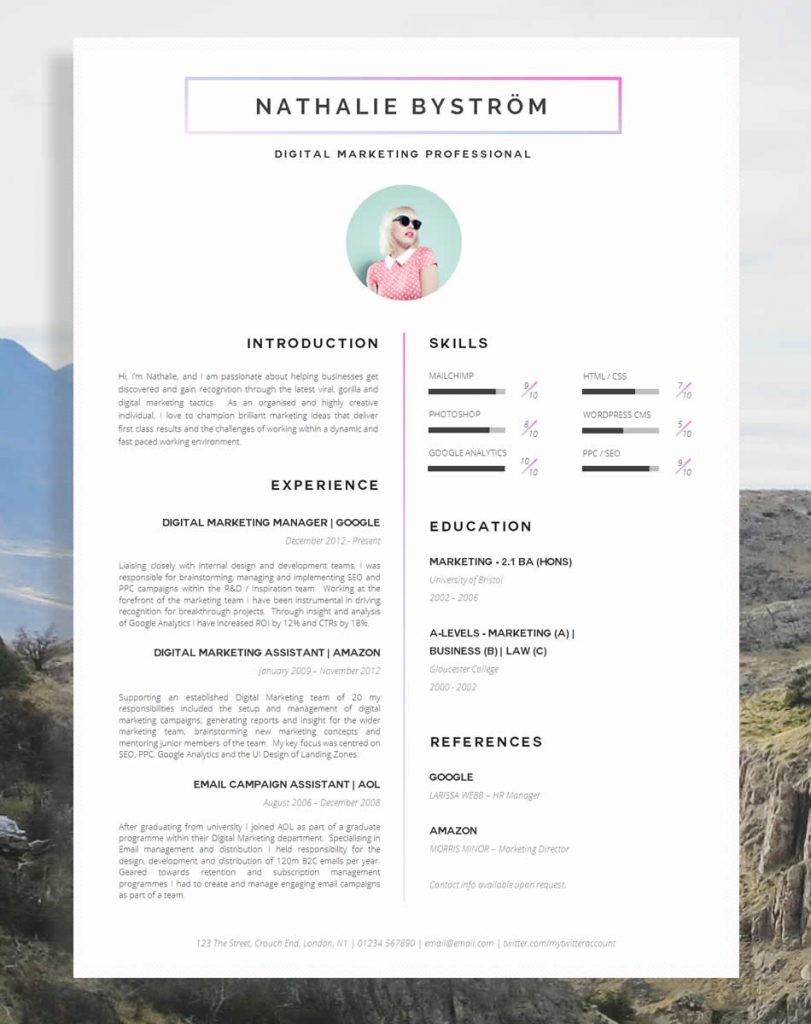 NATHALIE BYSTRÖM
DIGITAL MARKETING PROFESSIONAL
INTRODUCTION
Hi, I'm Nathalie, and I am passionate about helping businesses get
discovered and gain recognition through the latest viral, gorilla and
digital marketing tactics. As an organised and highly creative
individual, I love to champion brilliant marketing ideas that deliver
first class results and the challenges of working within a dynamic and
fast paced working environment.
EXPERIENCE
DIGITAL MARKETING MANAGER | GOOGLE
December 2012 - Present
Liaising closely with internal design and development teams, I was
responsible for brainstorming, managing and implementing SEO and
PPC campaigns within the R&D / Inspiration team Working at the
forefront of the marketing team I have been instrumental in driving
recognition for breakthrough projects. Through insight and analysis
of Google Analytics I have increased ROI by 12% and CTRs by 18%.
DIGITAL MARKETING ASSISTANT | AMAZON
January 2009 – November 2012
Supporting an established Digital Marketing team of 20 my
responsibilities included the setup and management of digital
marketing campaigns; generating reports and insight for the wider
marketing team; brainstorming new marketing concepts and
mentoring junior members of the team. My key focus was centred on
SEO, PPC, Google Analytics and the UI Design of Landing Zones.
EMAIL CAMPAIGN ASSISTANT | AOL
August 2006 – December 2008
After graduating from university I joined AOL as part of a graduate
programme within their Digital Marketing department. Specialising in
Email management and distribution I held responsibility for the
design, development and distribution of 120m B2C emails per year.
Geared towards retention and subscription management
programmes I had to create and manage engaging email campaigns
as part of a team.
SKILLS
MAILCHIMP 9/10
HTML / CSS 7/10
PHOTOSHOP 8/10
WORDPRESS CMS 5/10
GOOGLE ANALYTICS 10/10
PPC / SEO 9/10
EDUCATION
MARKETING - 2.1 BA (HONS)
University of Bristol
2002 – 2006
A-LEVELS - MARKETING (A) |
BUSINESS (B) | LAW (C)
Gloucester College
2000 - 2002
REFERENCES
GOOGLE
LARISSA WEBB – HR Manager
AMAZON
MORRIS MINOR – Marketing Director
Contact info available upon request.
123 The Street, Crouch End, London, N1 | 01234 567890 | email@email.com | twitter.com/mytwitteraccount